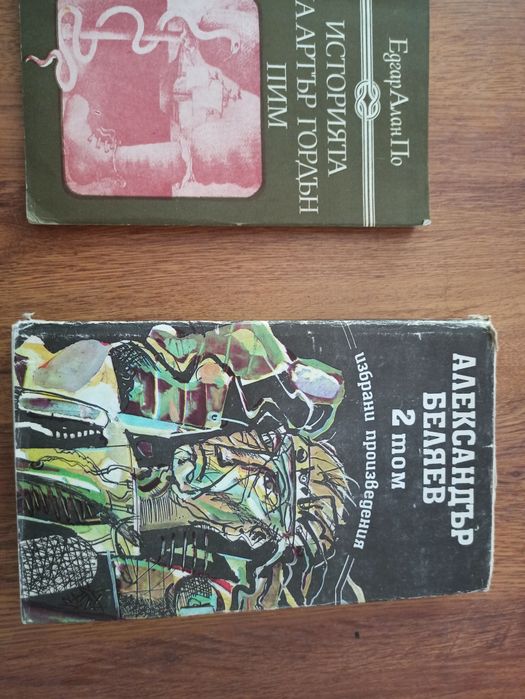 Едгар Алан По
ИСТОРИЯТА
НА АРТЪР ГОРДЪН
ПИМ
АЛЕКСАНДЪР
БЕЛЯЕВ
2 том
избрани произведения